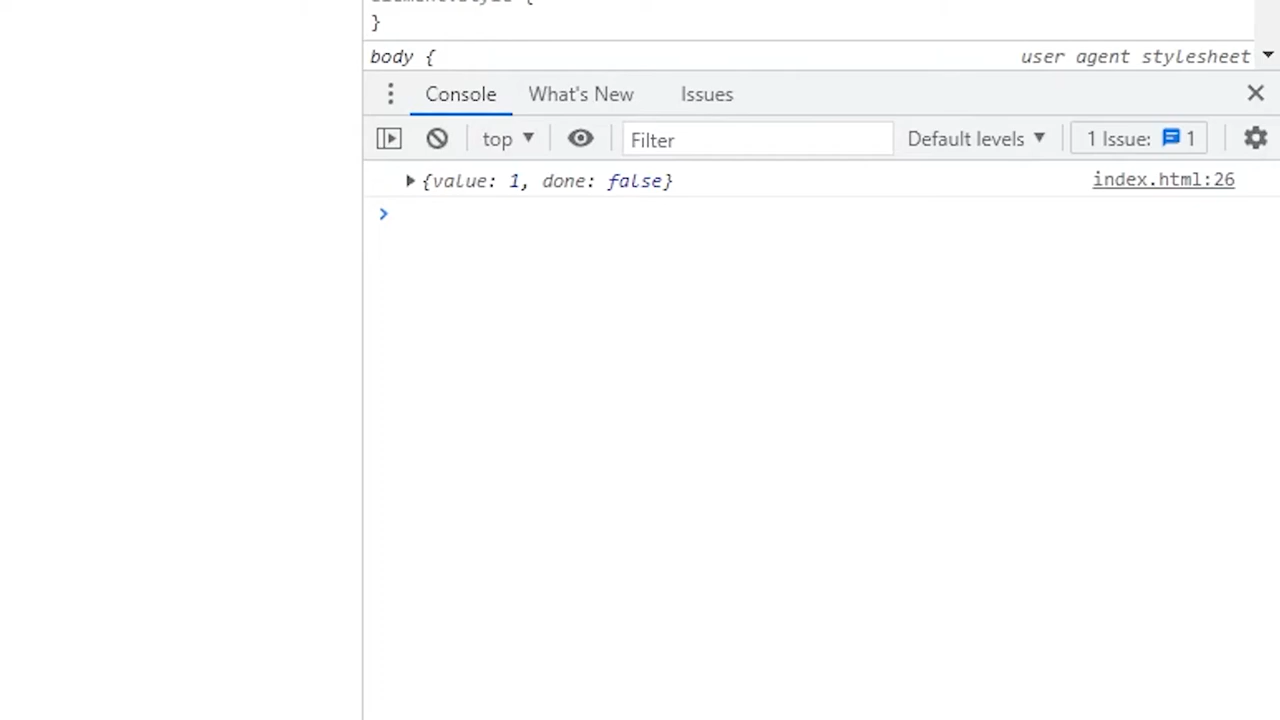 }
body {
user agent stylesheet
Console What's New Issues
top Filter Default levels 1 Issue: 1
{value: 1, done: false} index.html:26